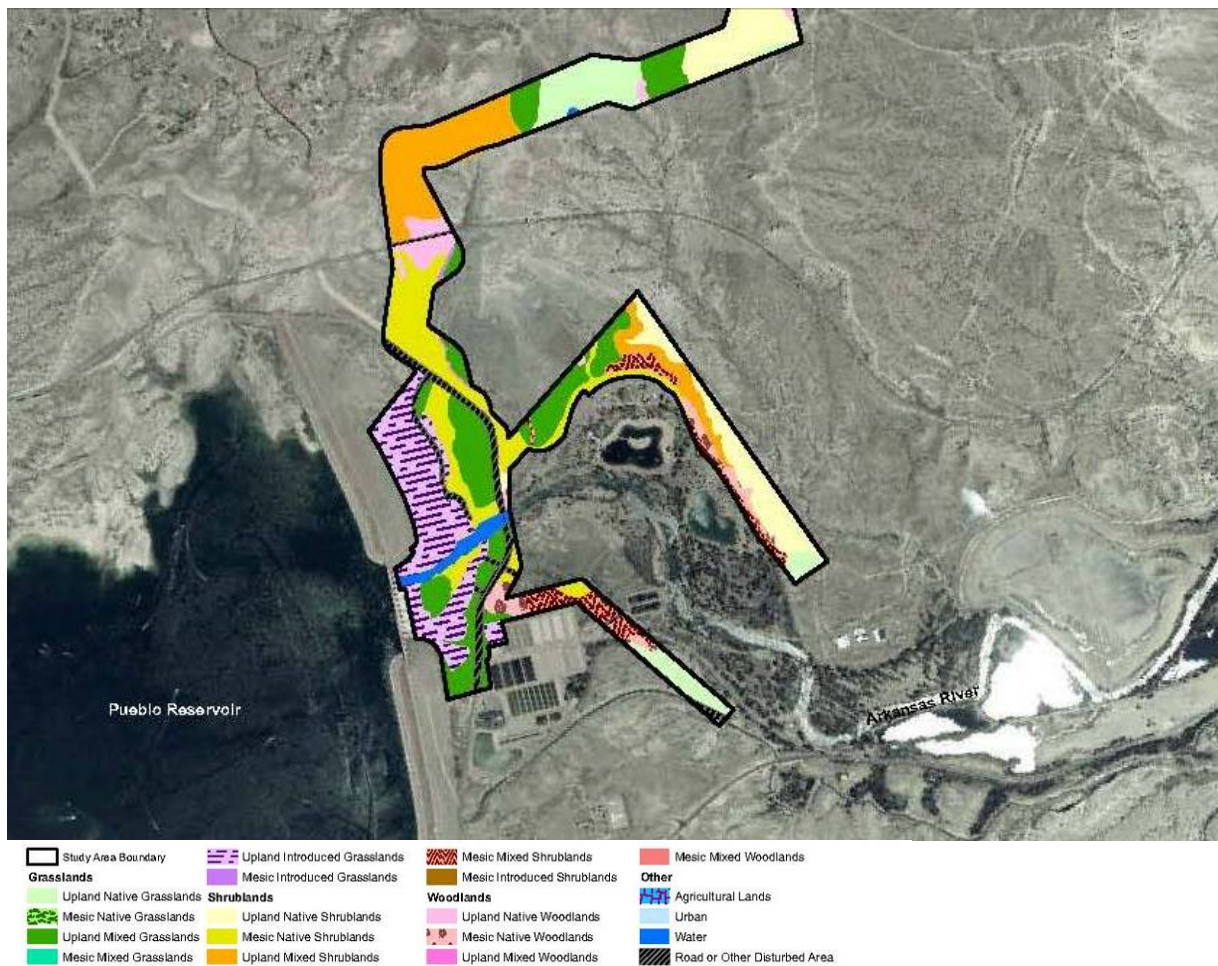 Pueblo Reservoir
Arkansas River
Study Area Boundary
Grasslands
Upland Native Grasslands
Mesic Native Grasslands
Upland Mixed Grasslands
Mesic Mixed Grasslands
Upland Introduced Grasslands
Mesic Introduced Grasslands
Shrublands
Upland Native Shrublands
Mesic Native Shrublands
Upland Mixed Shrublands
Mesic Mixed Shrublands
Mesic Introduced Shrublands
Woodlands
Upland Native Woodlands
Mesic Native Woodlands
Upland Mixed Woodlands
Mesic Mixed Woodlands
Other
Agricultural Lands
Urban
Water
Road or Other Disturbed Area